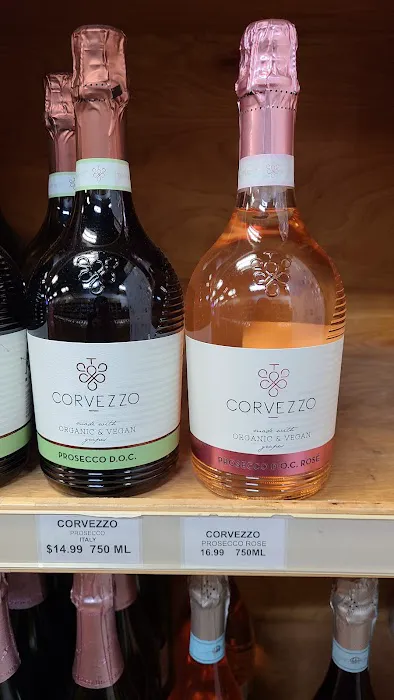 CORVEZZO
made with
ORGANIC & VEGAN
grapes
PROSECCO D.O.C.
CORVEZZO
made with
ORGANIC & VEGAN
grapes
PROSECCO D.O.C. ROSÉ
CORVEZZO
PROSECCO
ITALY
$14.99 750 ML
CORVEZZO
PROSECCO ROSE
16.99 750ML